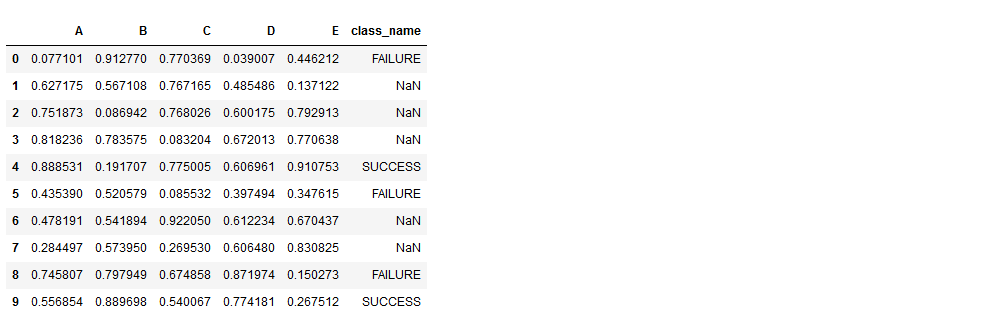 A B C D E class_name
0 0.077101 0.912770 0.770369 0.039007 0.446212 FAILURE
1 0.627175 0.567108 0.767165 0.485486 0.137122 NaN
2 0.751873 0.086942 0.768026 0.600175 0.792913 NaN
3 0.818236 0.783575 0.083204 0.672013 0.770638 NaN
4 0.888531 0.191707 0.775005 0.606961 0.910753 SUCCESS
5 0.435390 0.520579 0.085532 0.397494 0.347615 FAILURE
6 0.478191 0.541894 0.922050 0.612234 0.670437 NaN
7 0.284497 0.573950 0.269530 0.606480 0.830825 NaN
8 0.745807 0.797949 0.674858 0.871974 0.150273 FAILURE
9 0.556854 0.889698 0.540067 0.774181 0.267512 SUCCESS